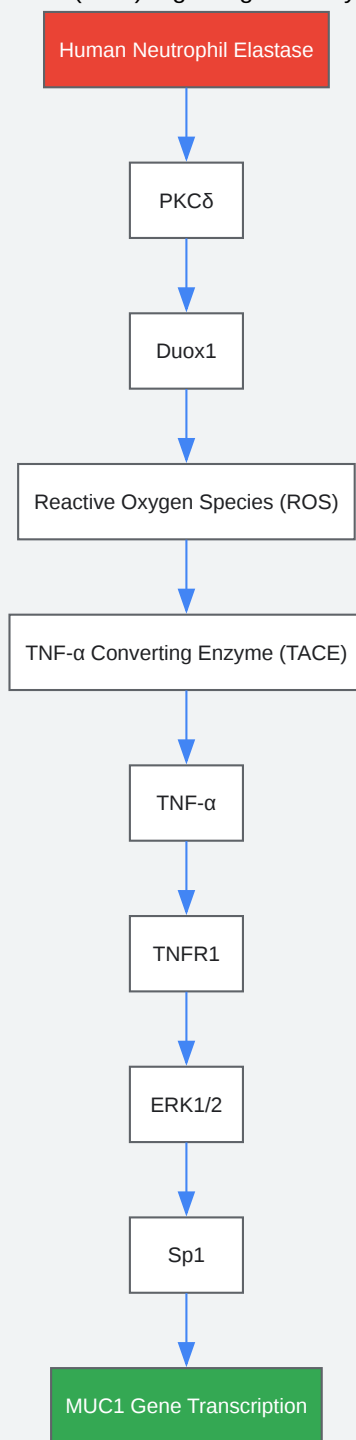 Human Neutrophil Elastase
PKCδ
Duox1
Reactive Oxygen Species (ROS)
TNF-α Converting Enzyme (TACE)
TNF-α
TNFR1
ERK1/2
Sp1
MUC1 Gene Transcription